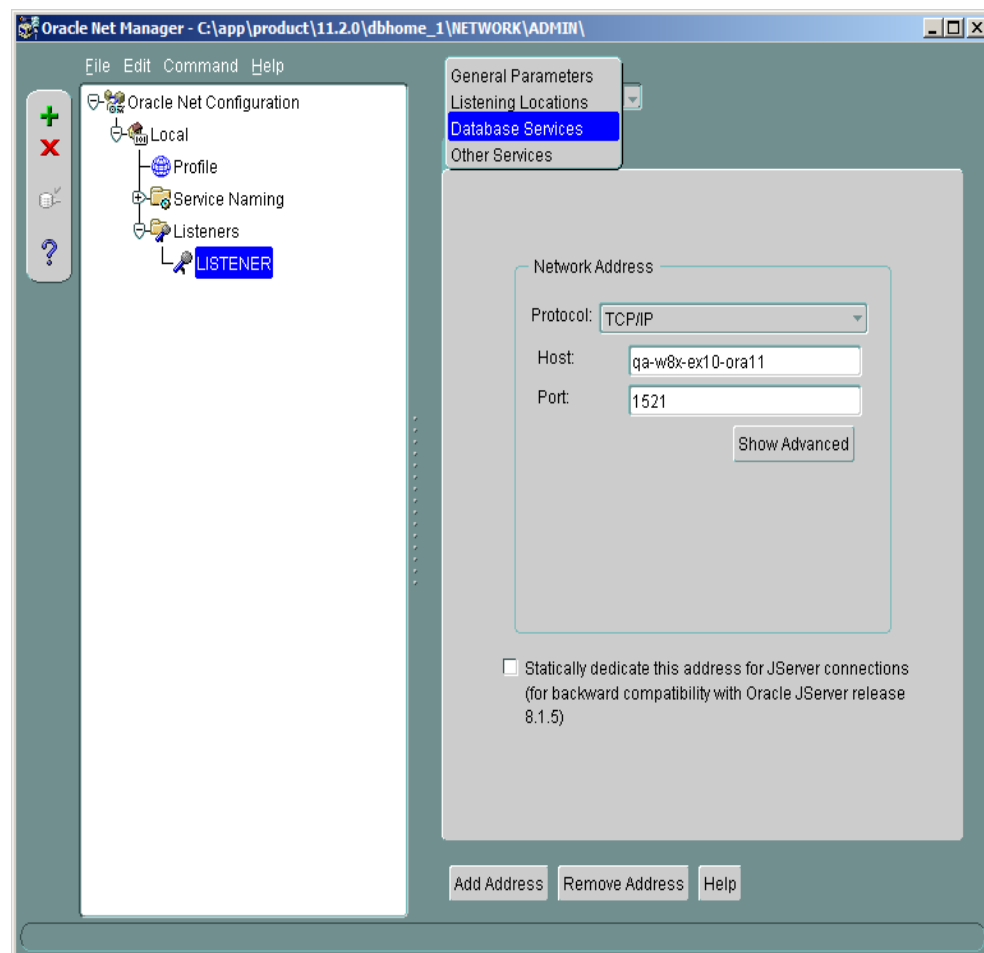 Oracle Net Manager - C:\app\product\11.2.0\dbhome_1\NETWORK\ADMIN\
File Edit Command Help
Oracle Net Configuration
Local
Profile
Service Naming
Listeners
LISTENER
General Parameters
Listening Locations
Database Services
Other Services
Network Address
Protocol: TCP/IP
Host: qa-w8x-ex10-ora11
Port: 1521
Show Advanced
Statically dedicate this address for JServer connections
(for backward compatibility with Oracle JServer release
8.1.5)
Add Address Remove Address Help